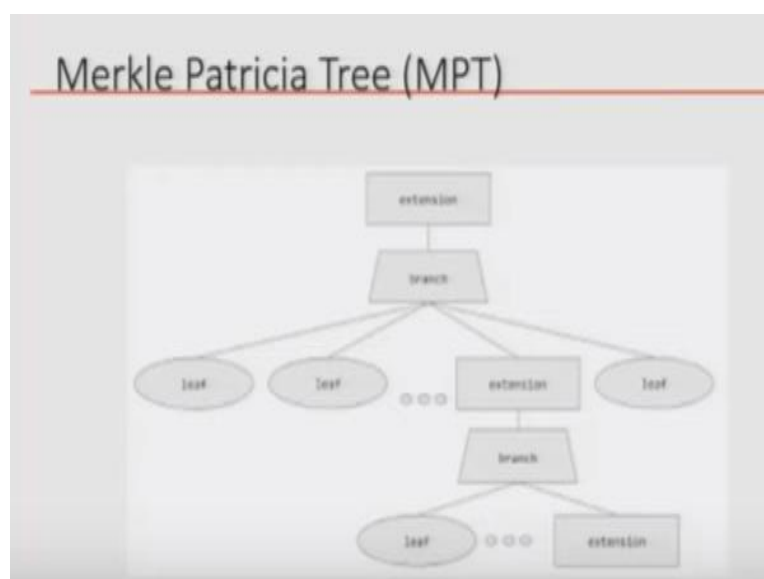 Merkle Patricia Tree (MPT)
extension
branch
leaf leaf extension leaf
branch
leaf extension